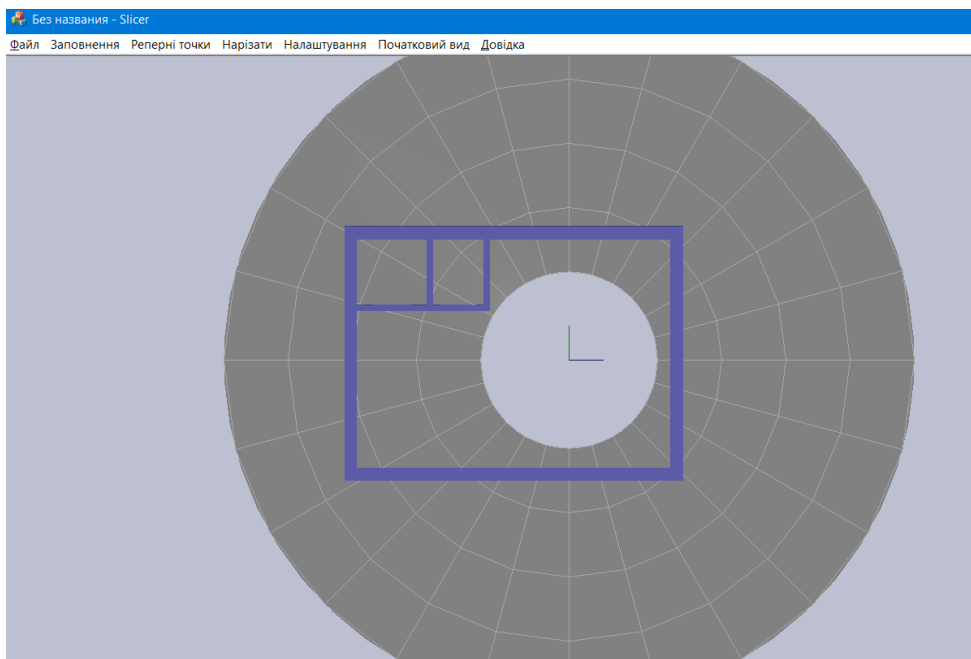 Без названия - Slicer
Файл Заповнення Реперні точки Нарізати Налаштування Початковий вид Довідка